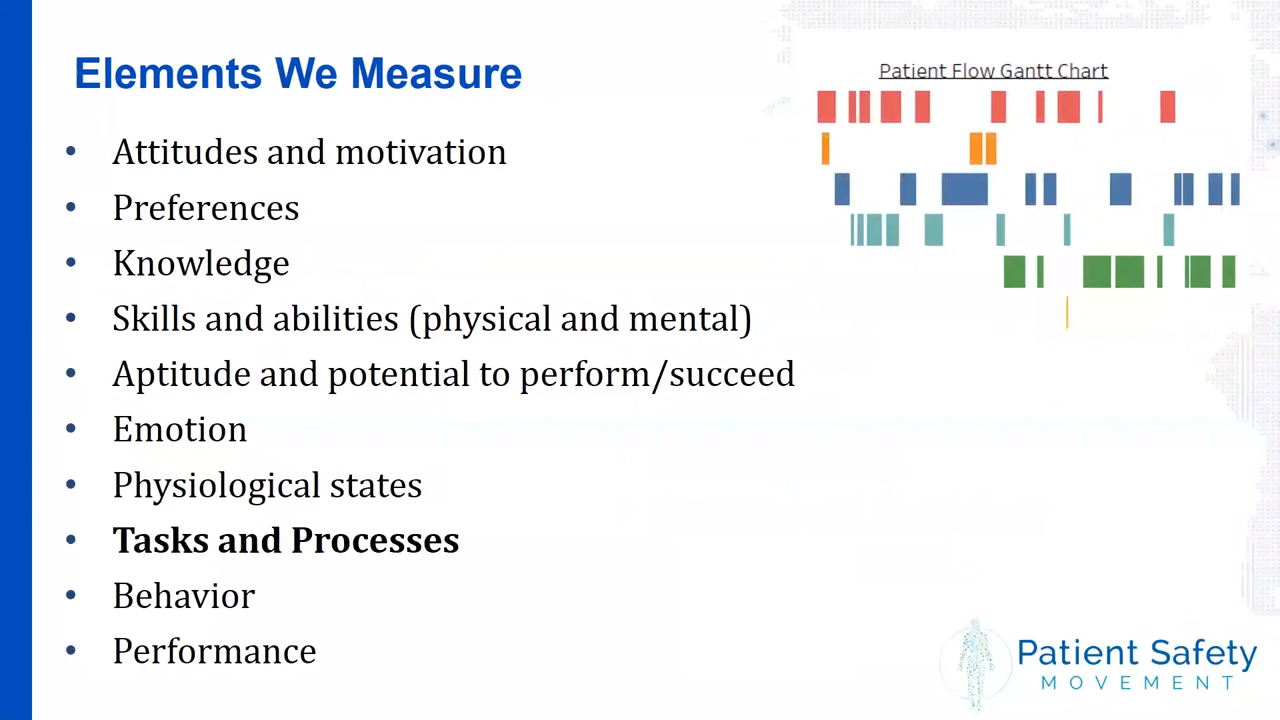 Elements We Measure
Patient Flow Gantt Chart
• Attitudes and motivation
• Preferences
• Knowledge
• Skills and abilities (physical and mental)
• Aptitude and potential to perform/succeed
• Emotion
• Physiological states
• Tasks and Processes
• Behavior
• Performance
Patient Safety
MOVEMENT